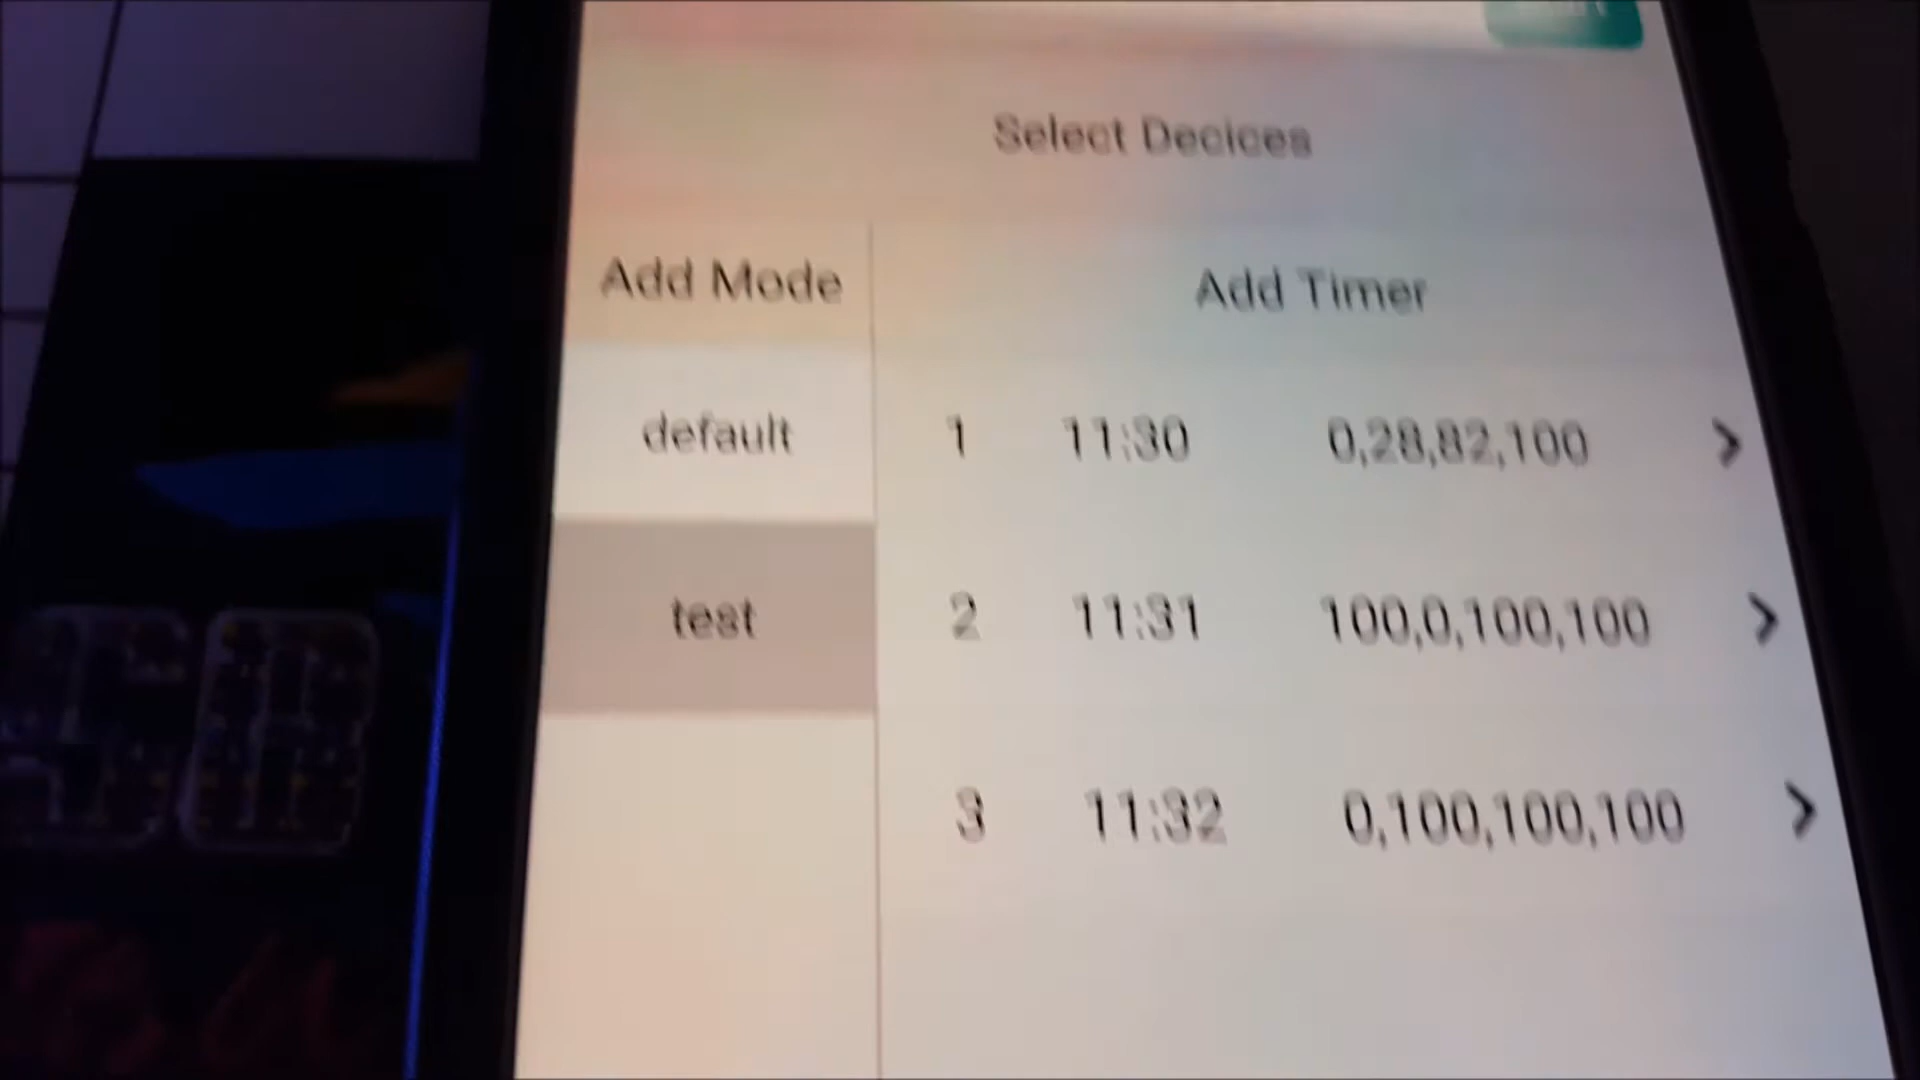 Select Decices
Add Mode
Add Timer
default
1 11:30 0,28,82,100
test
2 11:31 100,0,100,100
3 11:32 0,100,100,100